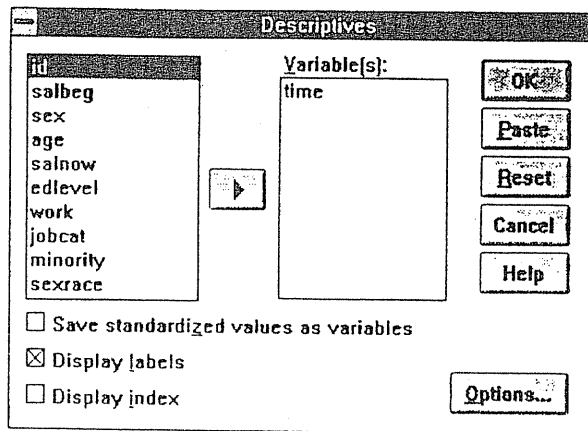 Descriptives
id
salbeg
sex
age
salnow
edlevel
work
jobcat
minority
sexrace
Variable(s):
time
OK
Paste
Reset
Cancel
Help
Save standardized values as variables
Display labels
Display index
Options...